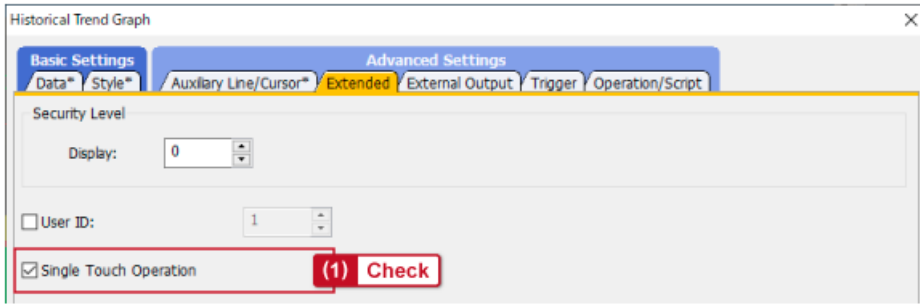 Historical Trend Graph
Basic Settings Advanced Settings
Data* Style* Auxiliary Line/Cursor* Extended External Output Trigger Operation/Script
Security Level
Display: 0
User ID: 1
Single Touch Operation (1) Check